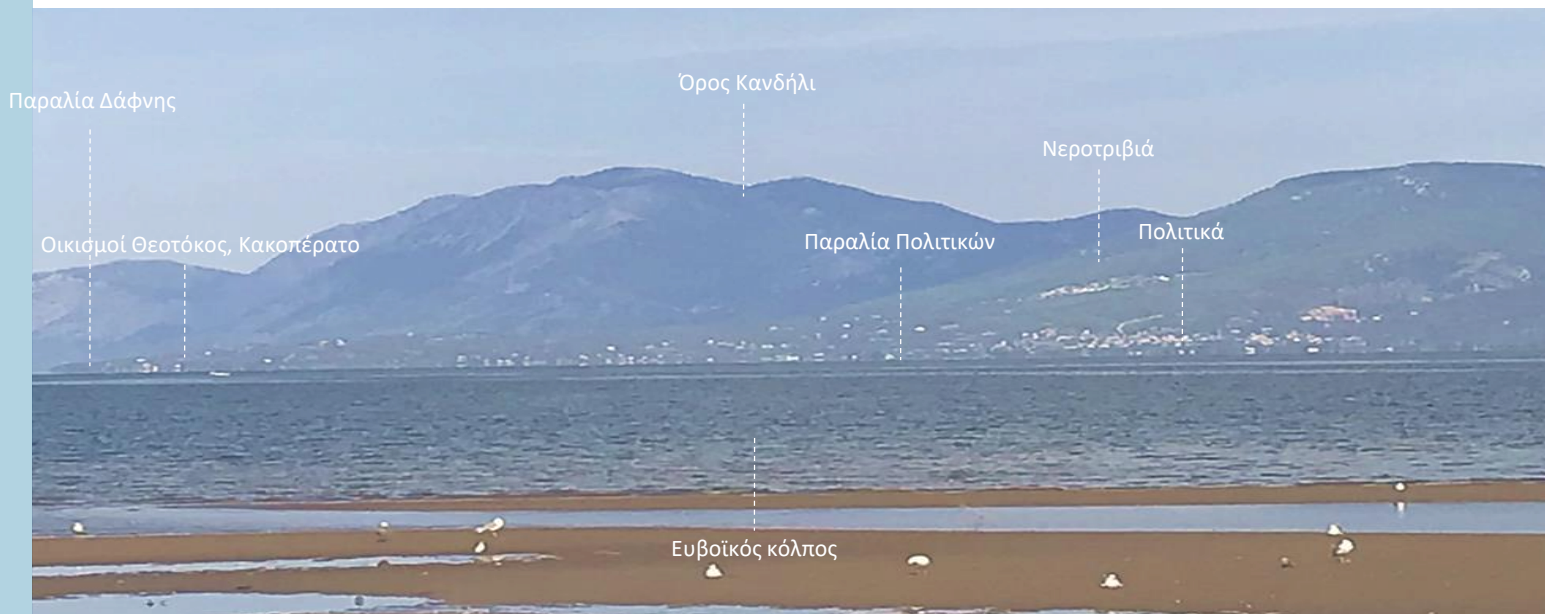 Όρος Κανδήλι
Παραλία Δάφνης
Νεροτριβιά
Πολιτικά
Οικισμοί Θεοτόκος, Κακοπέρατο
Παραλία Πολιτικών
Ευβοϊκός κόλπος